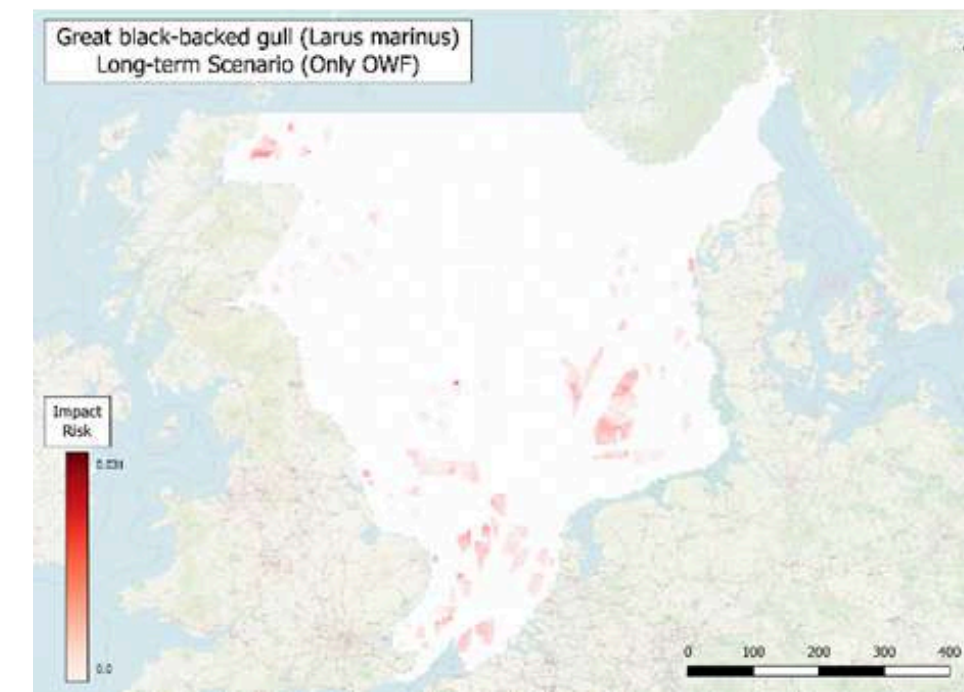 Great black-backed gull (Larus marinus)
Long-term Scenario (Only OWF)
Impact
Risk
0.0
0 100 200 300 400